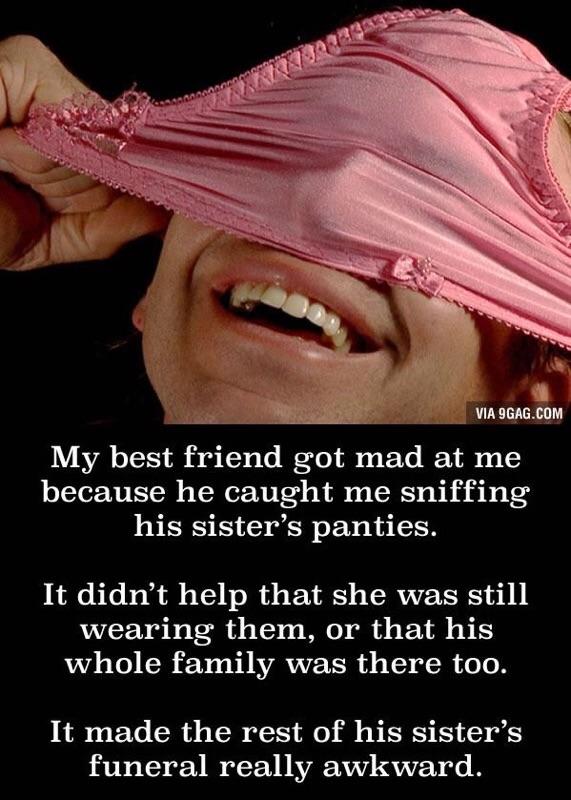 VIA 9GAG.COM
My best friend got mad at me
because he caught me sniffing
his sister's panties.
It didn't help that she was still
wearing them, or that his
whole family was there too.
It made the rest of his sister's
funeral really awkward.